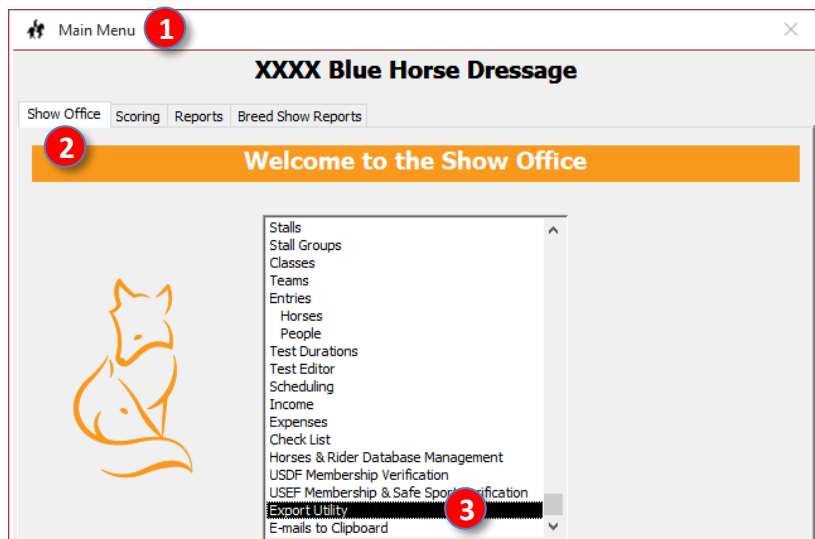 Main Menu 1
XXXX Blue Horse Dressage
Show Office Scoring Reports Breed Show Reports
2
Welcome to the Show Office
Stalls
Stall Groups
Classes
Teams
Entries
Horses
People
Test Durations
Test Editor
Scheduling
Income
Expenses
Check List
Horses & Rider Database Management
USDF Membership Verification
USEF Membership & Safe Sport
Export Utility 3
E-mails to Clipboard